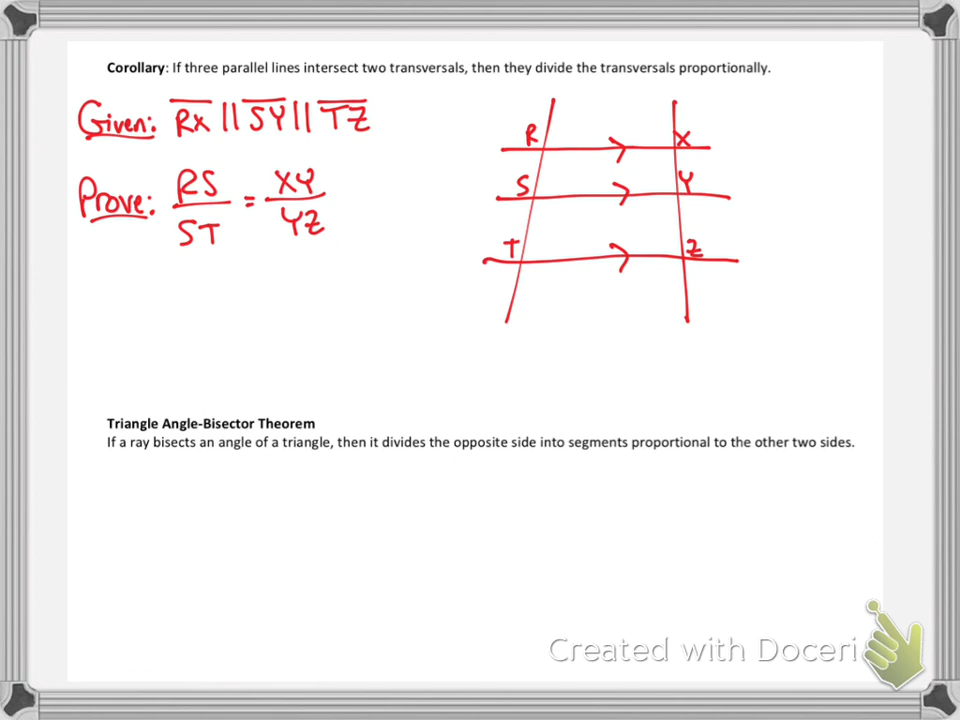 Corollary: If three parallel lines intersect two transversals, then they divide the transversals proportionally.
Given: RX || SY || TZ
Prove: RS/ST = XY/YZ
R X
S Y
T Z
Triangle Angle-Bisector Theorem
If a ray bisects an angle of a triangle, then it divides the opposite side into segments proportional to the other two sides.
Created with Doceri